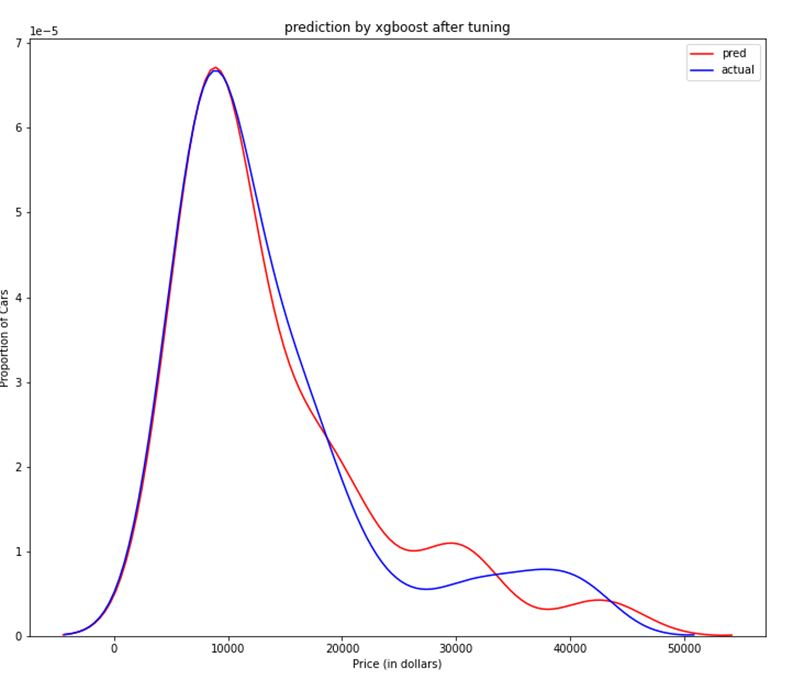 prediction by xgboost after tuning
1e−5
pred
actual
7
6
5
4
3
2
1
0
Proportion of Cars
0 10000 20000 30000 40000 50000
Price (in dollars)